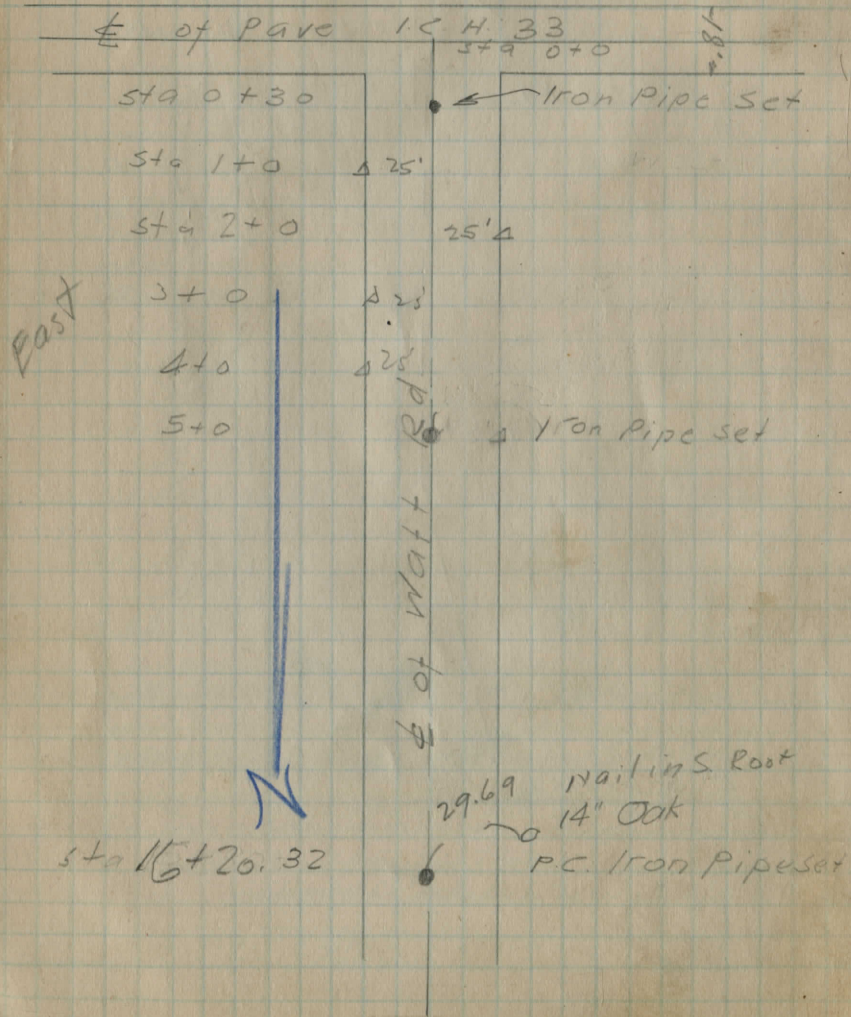 ℄ of Pave I.C.H. 33
sta 0+0
18'
sta 0+30
Iron Pipe Set
sta 1+0 25'
sta 2+0 25'
3+0 25'
East
4+0 25'
5+0
Iron Pipe set
℄ of Watt Rd
N
29.69
Nail in S. Root
14" Oak
sta 16+20.32
P.C. Iron Pipe set